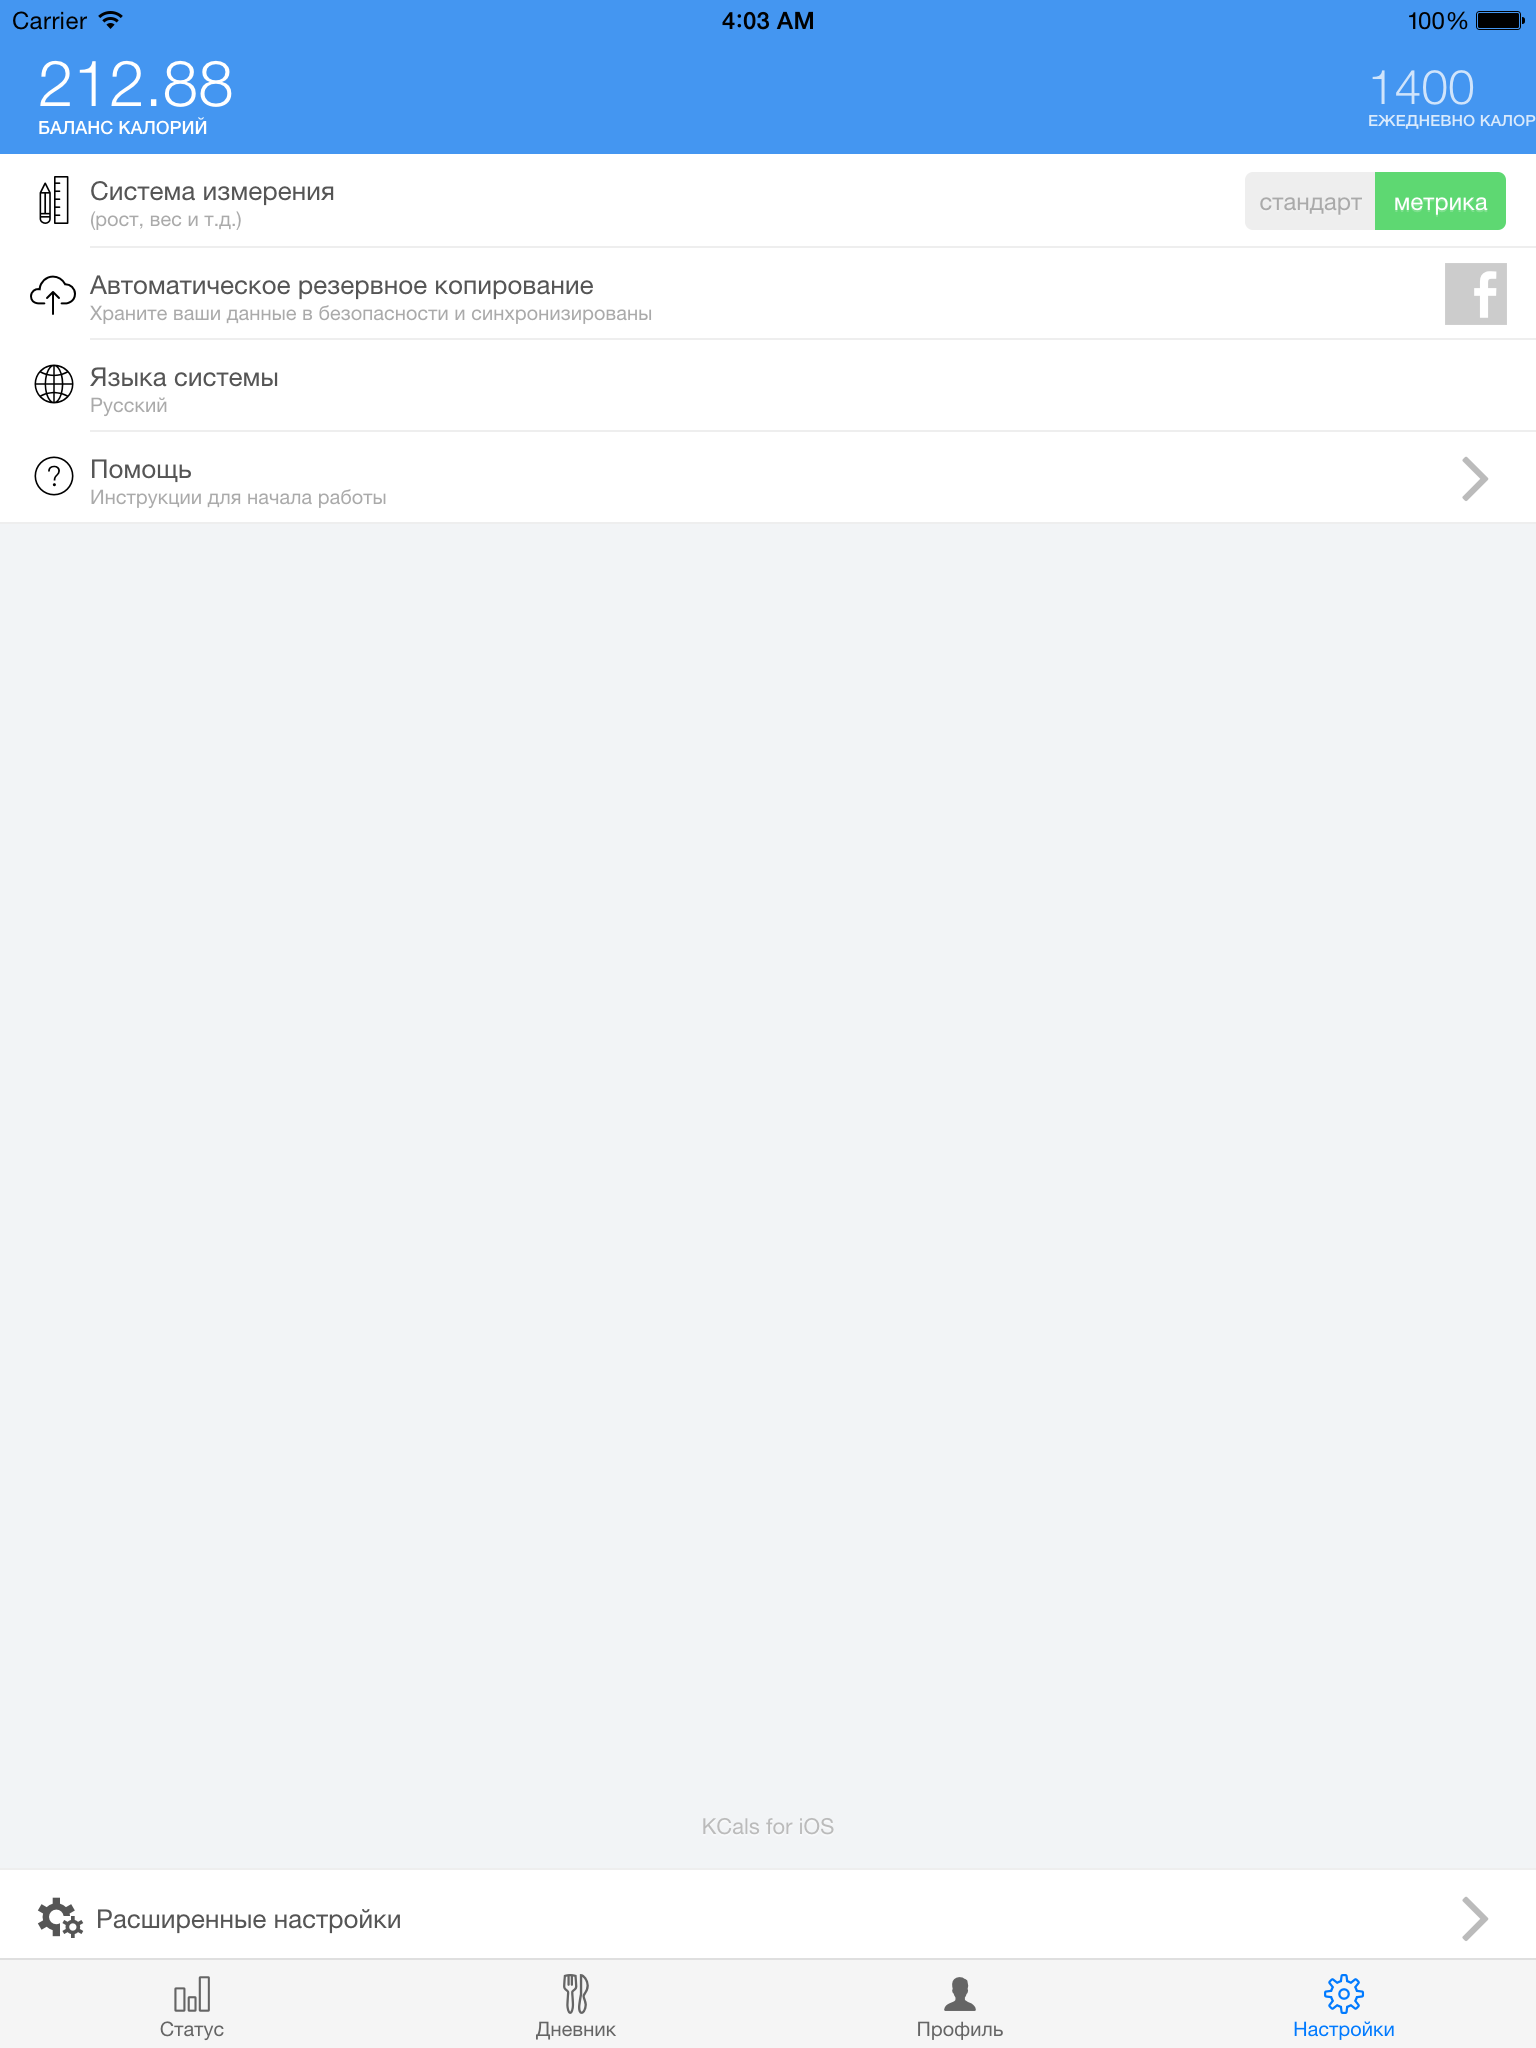 Carrier 4:03 AM 100%
212.88
БАЛАНС КАЛОРИЙ
1400
ЕЖЕДНЕВНО КАЛОР
Система измерения
(рост, вес и т.д.)
стандарт метрика
Автоматическое резервное копирование
Храните ваши данные в безопасности и синхронизированы
f
Языка системы
Русский
?
Помощь
Инструкции для начала работы
KCals for iOS
Расширенные настройки
Статус Дневник Профиль Настройки